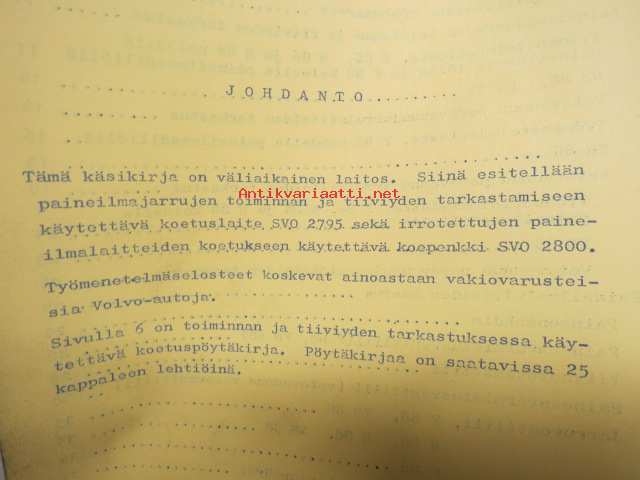 JOHDANTO
Tämä käsikirja on väliaikainen laitos. Siinä esitellään
Antikvariaatti.net
paineilmajarrujen toiminnan ja tiiviyden tarkastamiseen
käytettävä koetuslaite SVO 2795 sekä irrotettujen paine-
ilmalaitteiden koetukseen käytettävä koepenkki SVO 2800.
Työmenetelmäselosteet koskevat ainoastaan vakiovarustei-
sia Volvo-autoja.
Sivulla 6 on toiminnan ja tiiviyden tarkastuksessa käy-
tettävä koetuspöytäkirja. Pöytäkirjaa on saatavissa 25
kappaleen lehtiöinä.